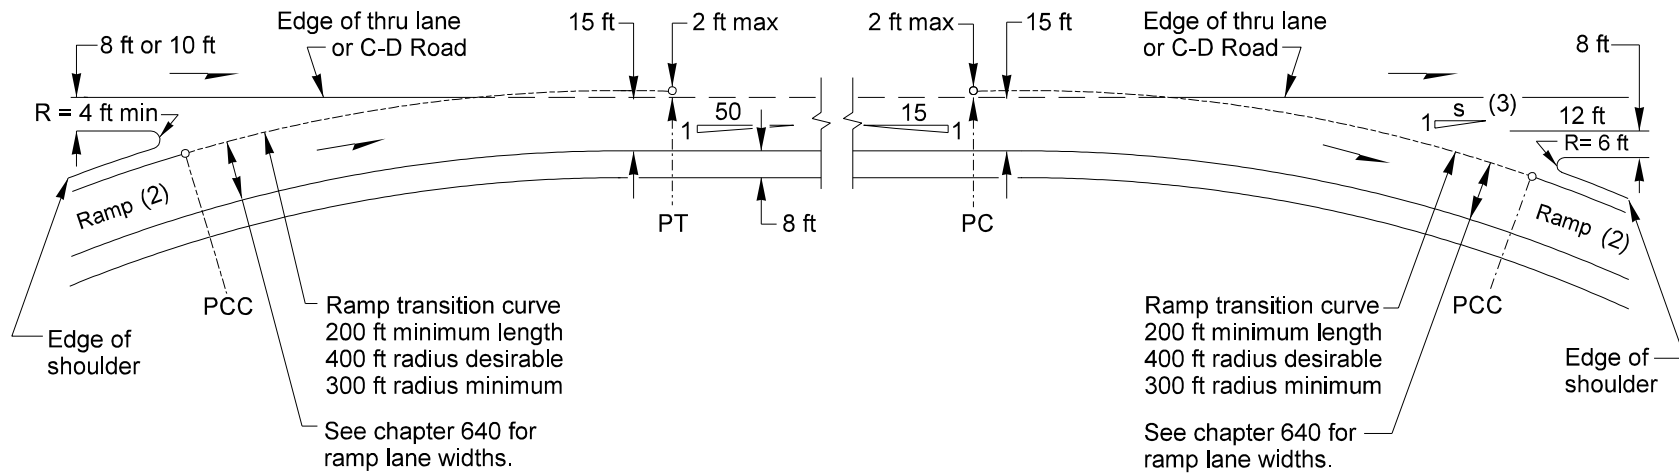 Edge of thru lane
or C-D Road
15 ft
2 ft max
2 ft max
15 ft
Edge of thru lane
or C-D Road
8 ft or 10 ft
8 ft
R = 4 ft min
50
1
15
1
s
1
(3)
12 ft
R= 6 ft
Ramp (2)
PT
8 ft
PC
Ramp (2)
PCC
PCC
Edge of
shoulder
Ramp transition curve
200 ft minimum length
400 ft radius desirable
300 ft radius minimum
See chapter 640 for
ramp lane widths.
Ramp transition curve
200 ft minimum length
400 ft radius desirable
300 ft radius minimum
See chapter 640 for
ramp lane widths.
Edge of
shoulder